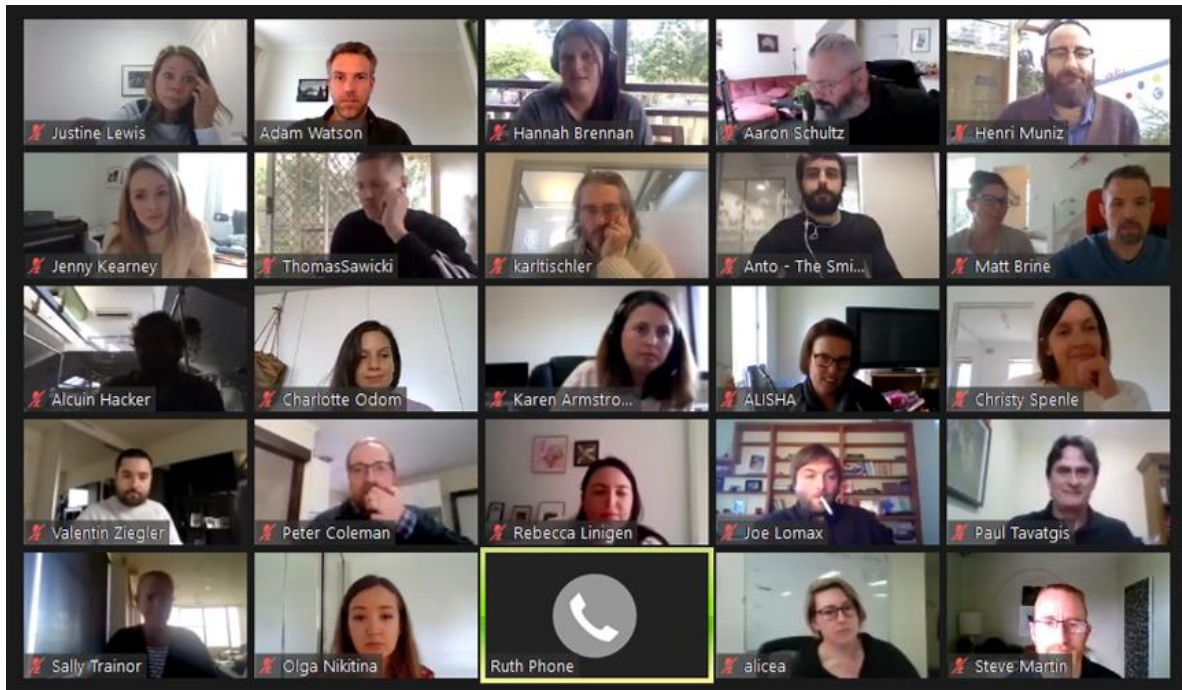 Justine Lewis
Adam Watson
Hannah Brennan
Aaron Schultz
Henri Muniz
Jenny Kearney
ThomasSawicki
karltischler
Anto - The Smi...
Matt Brine
Alcuin Hacker
Charlotte Odom
Karen Armstro...
ALISHA
Christy Spenle
Valentin Ziegler
Peter Coleman
Rebecca Linigen
Joe Lomax
Paul Tavatgis
Sally Trainor
Olga Nikitina
Ruth Phone
alicea
Steve Martin